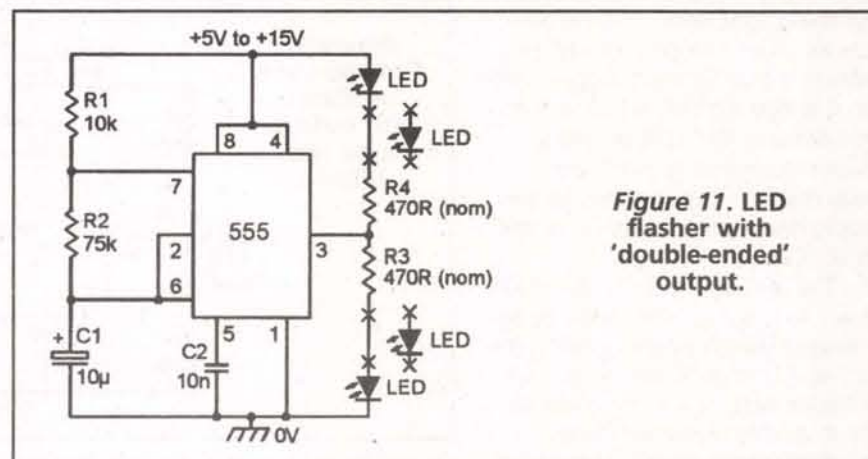 +5V to +15V
LED
R1
10k
8
4
LED
7
R4
470R (nom)
R2
75k
555
2
3
6
R3
470R (nom)
+
C1
10µ
5
1
C2
10n
LED
LED
0V
Figure 11. LED
flasher with
'double-ended'
output.